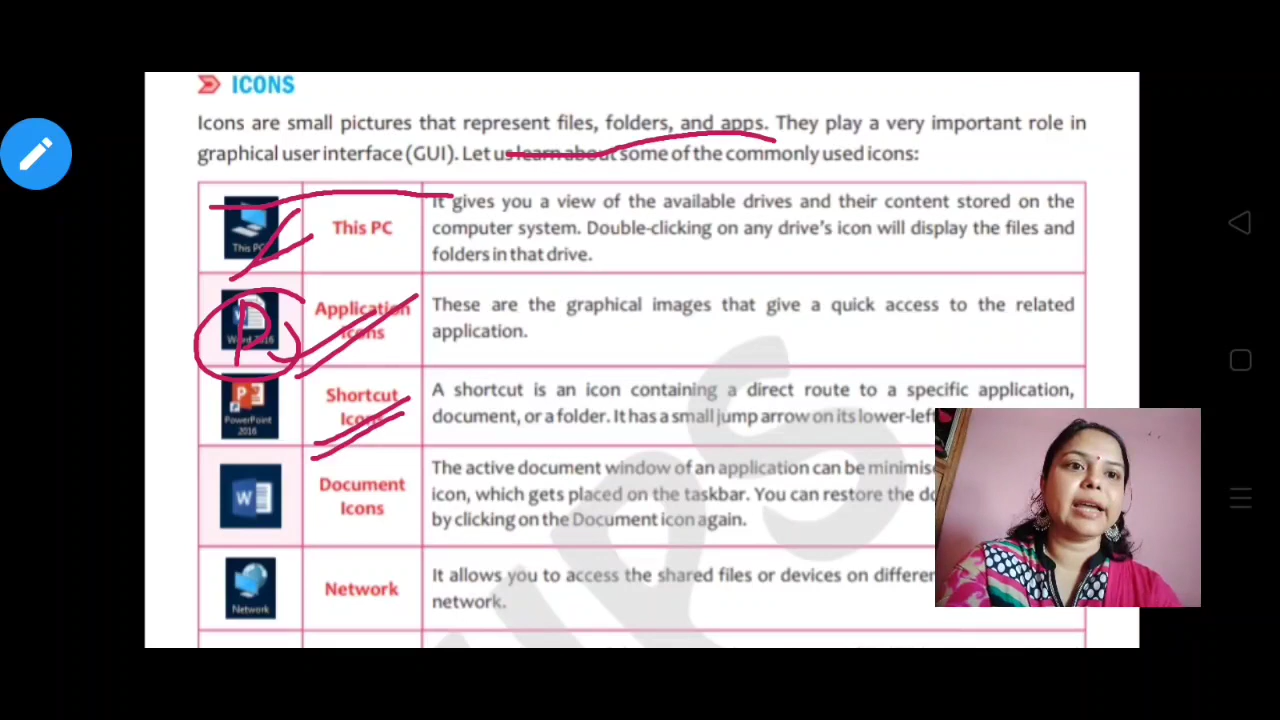 ICONS
Icons are small pictures that represent files, folders, and apps. They play a very important role in
graphical user interface (GUI). Let us learn about some of the commonly used icons:
This PC
This PC
It gives you a view of the available drives and their content stored on the
computer system. Double-clicking on any drive's icon will display the files and
folders in that drive.
Word 2016
Application
Icons
These are the graphical images that give a quick access to the related
application.
PowerPoint
2016
Shortcut
Icons
A shortcut is an icon containing a direct route to a specific application,
document, or a folder. It has a small jump arrow on its lower-left
W
Document
Icons
The active document window of an application can be
icon, which gets placed on the taskbar. You can restore the
by clicking on the Document icon again.
Network
Network
It allows you to access the shared files or devices on
network.